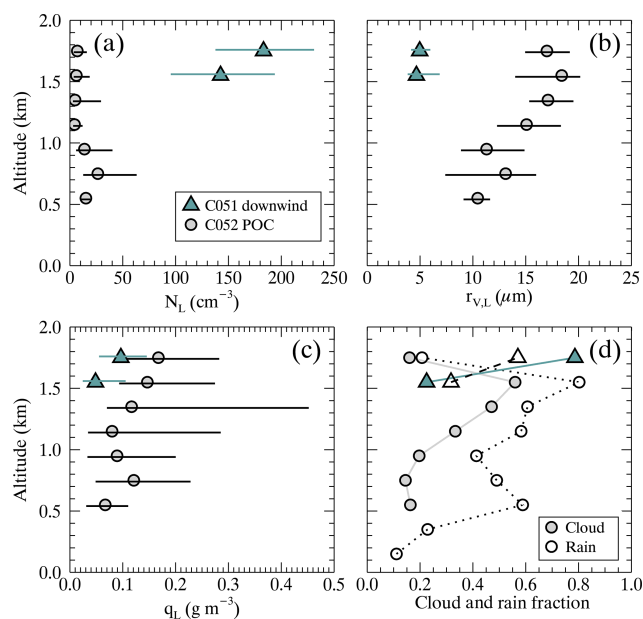 (a)
2.0
1.5
1.0
0.5
0.0
Altitude (km)
C051 downwind
C052 POC
0 50 100 150 200 250
N_L (cm⁻³)
(b)
0 5 10 15 20 25
r_V,L (μm)
(c)
2.0
1.5
1.0
0.5
0.0
Altitude (km)
0.0 0.1 0.2 0.3 0.4 0.5
q_L (g m⁻³)
(d)
Cloud
Rain
0.0 0.2 0.4 0.6 0.8 1.0
Cloud and rain fraction